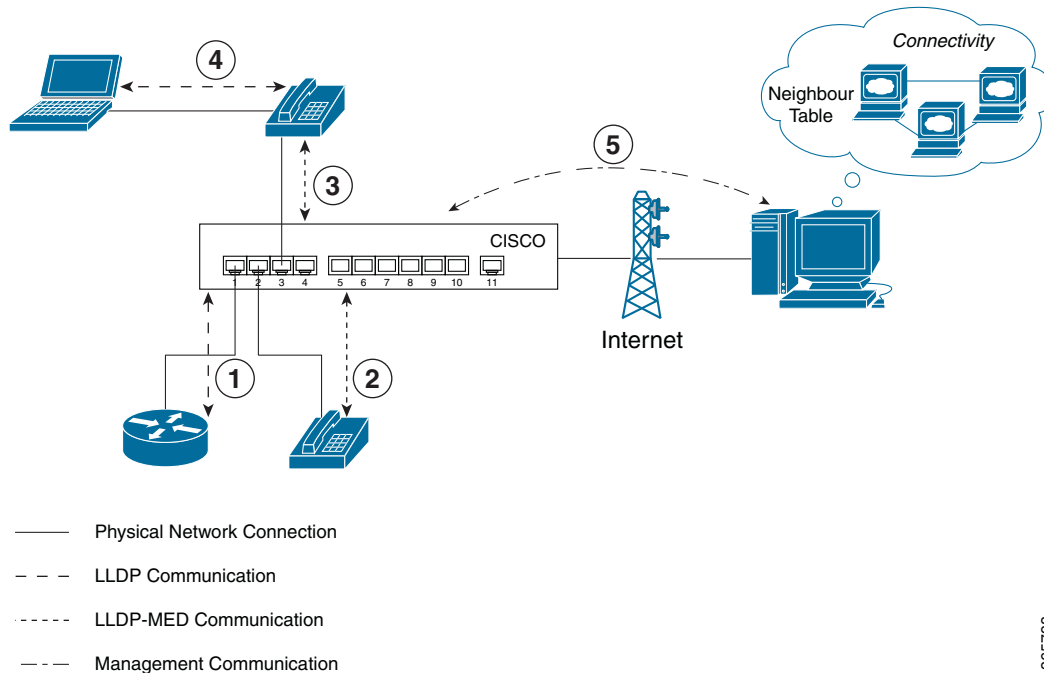 Connectivity
Neighbour
Table
4
5
3
CISCO
1 2 3 4 5 6 7 8 9 10 11
Internet
1
2
Physical Network Connection
LLDP Communication
LLDP-MED Communication
Management Communication